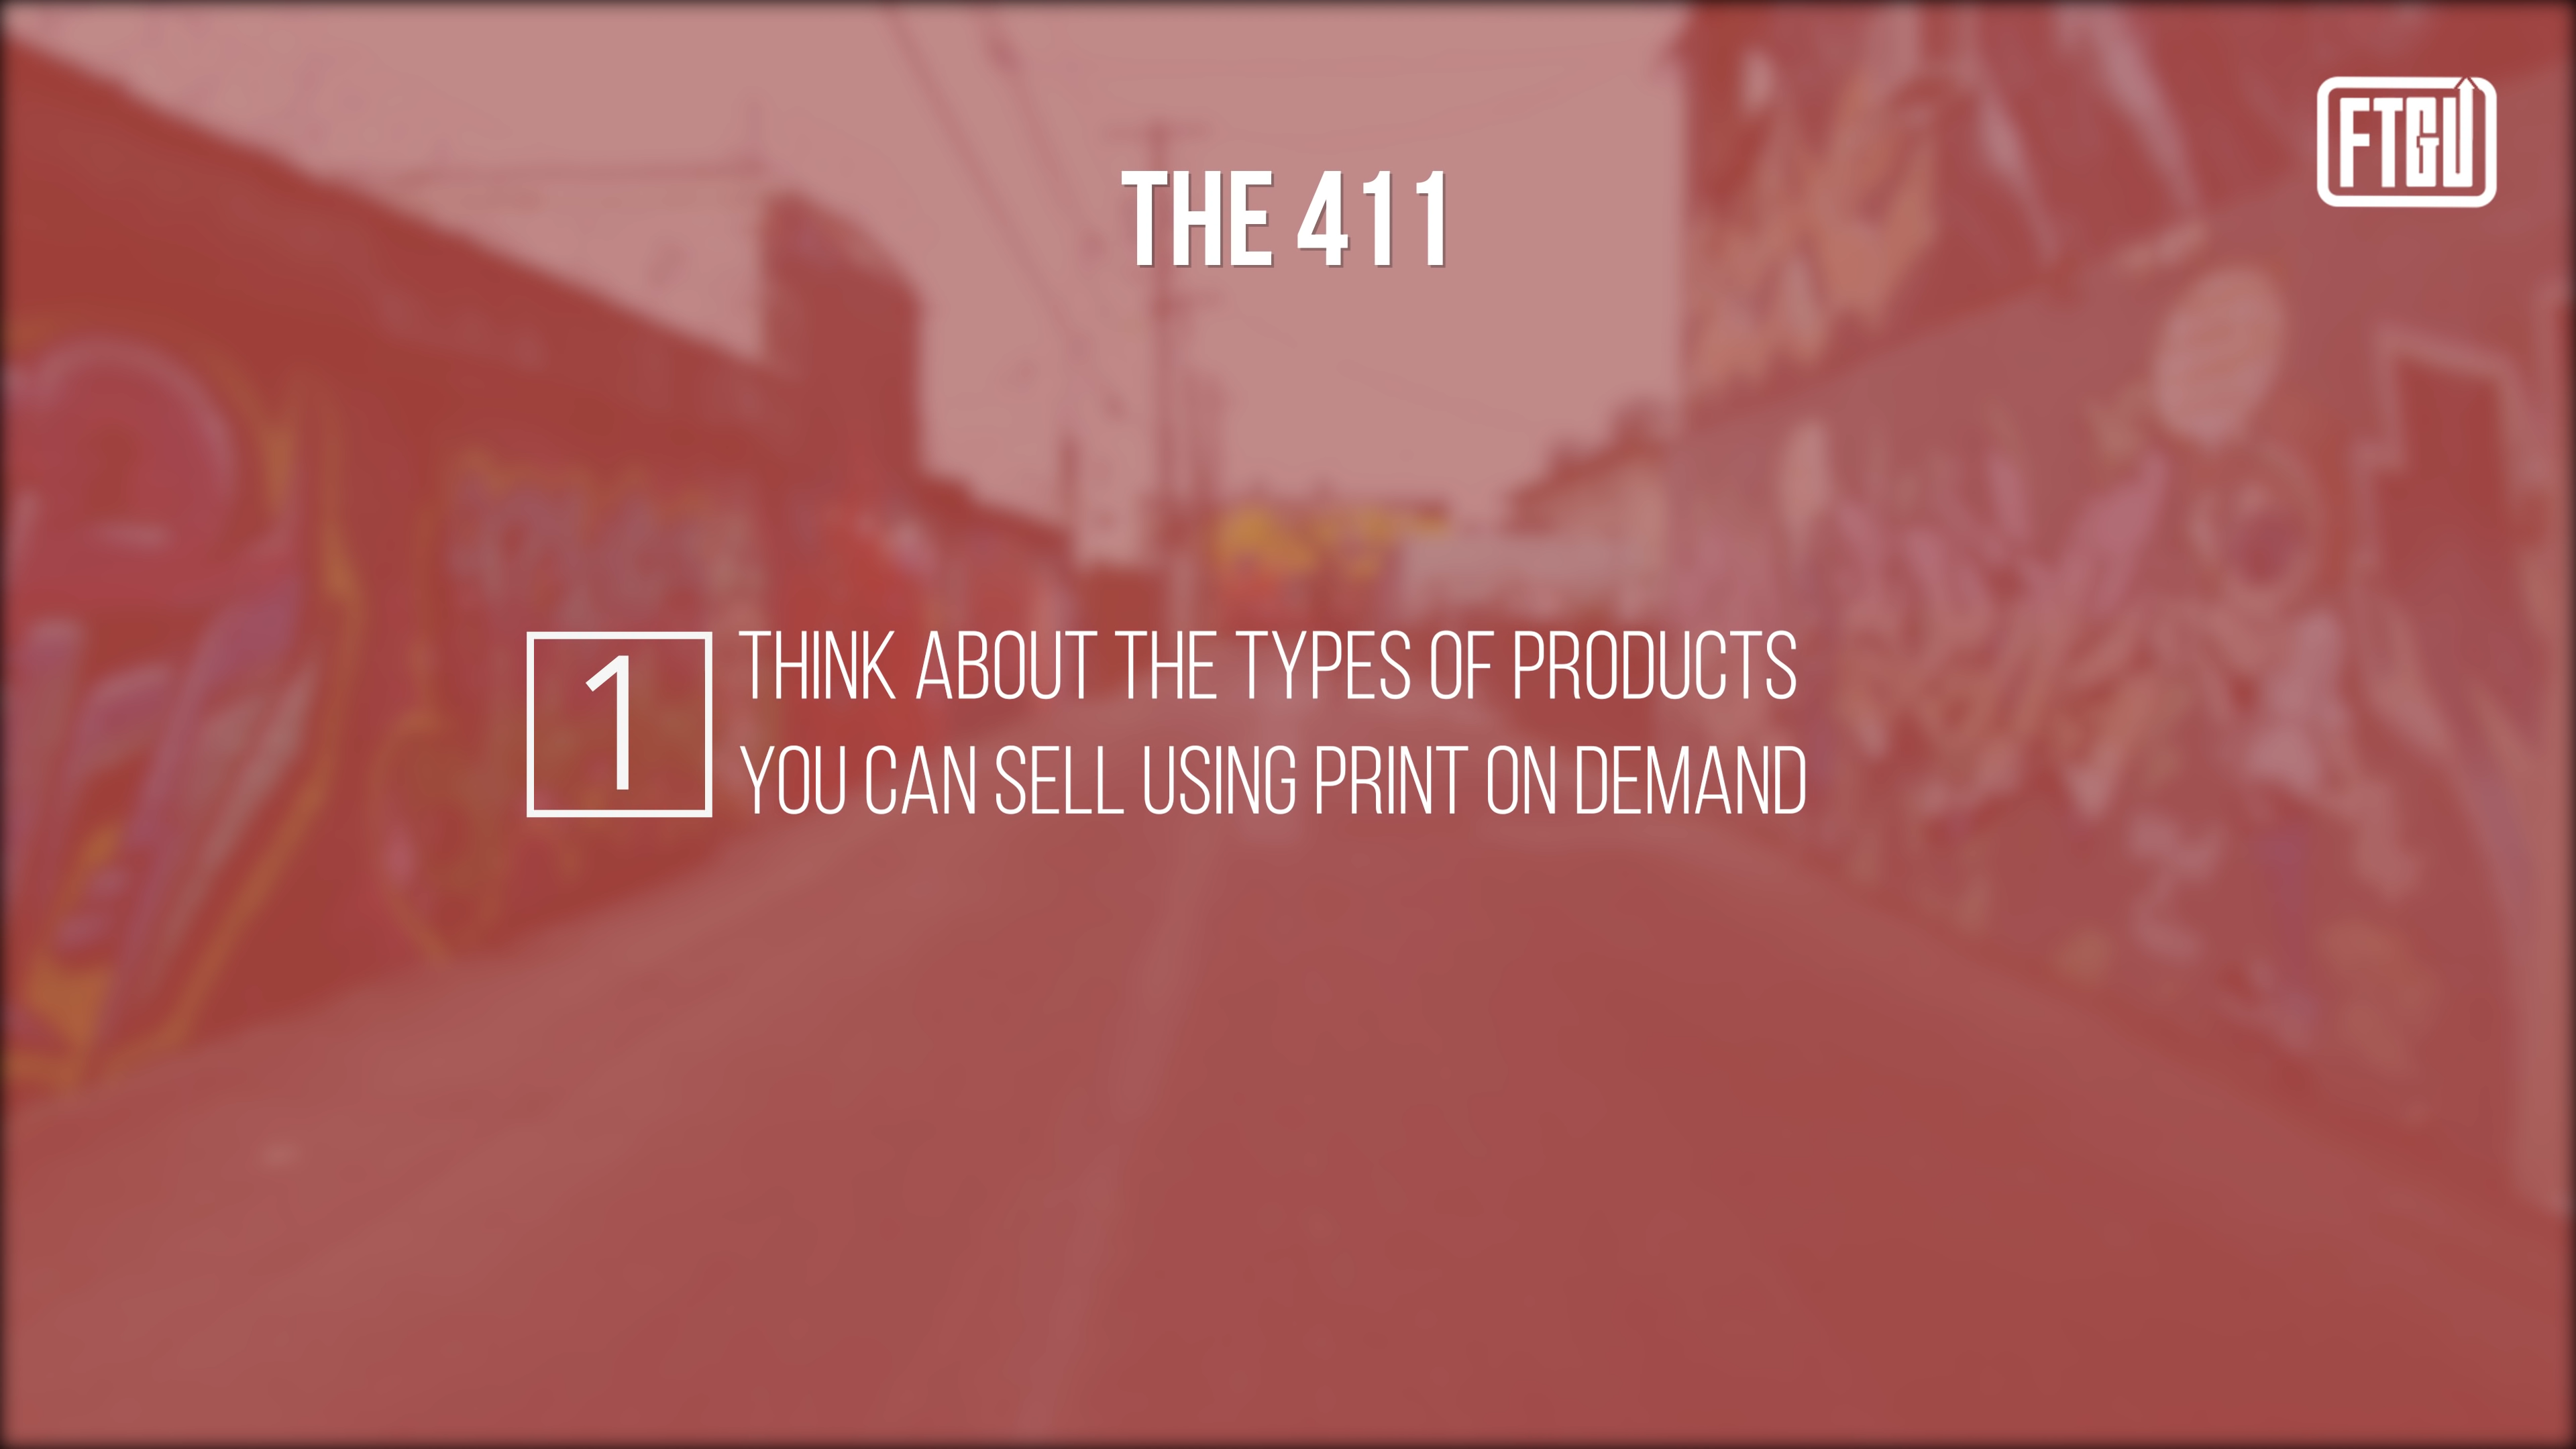 THE 411
FTGU
1
THINK ABOUT THE TYPES OF PRODUCTS
YOU CAN SELL USING PRINT ON DEMAND